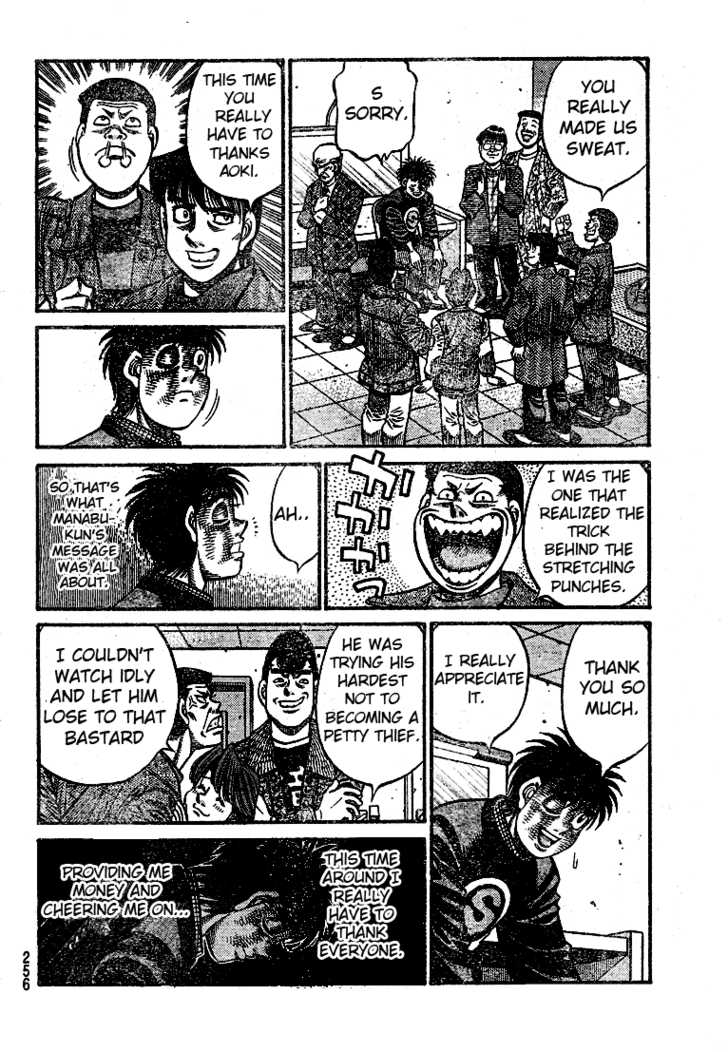 YOU
REALLY
MADE US
SWEAT.
S
SORRY.
S
THIS TIME
YOU
REALLY
HAVE TO
THANKS
AOKI.
I WAS THE
ONE THAT
REALIZED THE
TRICK
BEHIND THE
STRETCHING
PUNCHES.
AH..
SO THAT'S
WHAT
MANABU-
KUN'S
MESSAGE
WAS ALL
ABOUT.
THANK
YOU SO
MUCH.
I REALLY
APPRECIATE
IT.
S
HE WAS
TRYING HIS
HARDEST
NOT TO
BECOMING A
PETTY THIEF.
I COULDN'T
WATCH IDLY
AND LET HIM
LOSE TO THAT
BASTARD
THIS TIME
AROUND I
REALLY
HAVE TO
THANK
EVERYONE.
PROVIDING ME
MONEY AND
CHEERING ME ON...
256